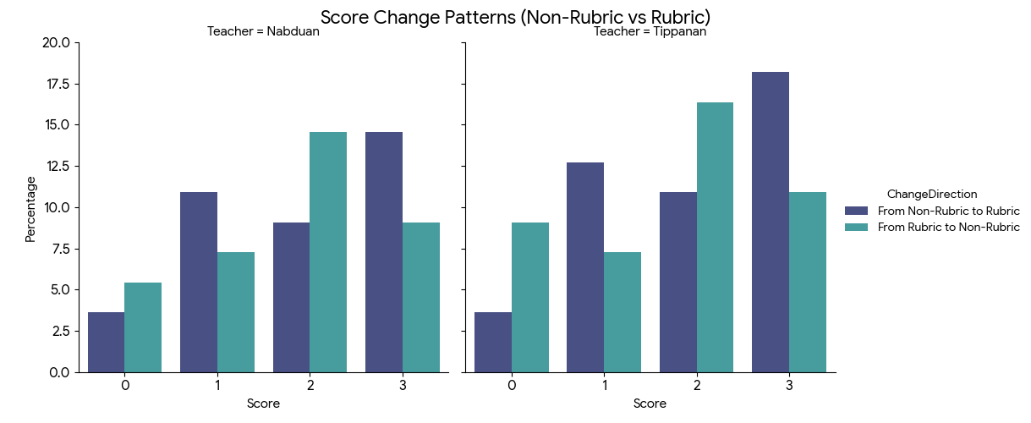 Score Change Patterns (Non-Rubric vs Rubric)
Teacher = Nabduan
Teacher = Tippanan
20.0
17.5
15.0
12.5
10.0
7.5
5.0
2.5
0.0
Percentage
0 1 2 3
0 1 2 3
Score
Score
ChangeDirection
From Non-Rubric to Rubric
From Rubric to Non-Rubric